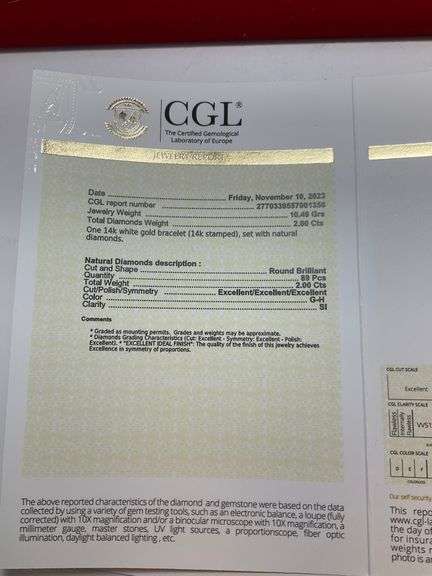 CGL®
The Certified Gemological
Laboratory of Europe
JEWELRY REPORT
Date ........ Friday, November 10, 2023
CGL report number ........ 2770339557901356
Jewelry Weight ........ 10.40 Grs
Total Diamonds Weight ........ 2.00 Cts
One 14k white gold bracelet (14k stamped), set with natural
diamonds.
Natural Diamonds description :
Cut and Shape ........ Round Brilliant
Quantity ........ 89 Pcs
Total Weight ........ 2.00 Cts
Cut/Polish/Symmetry ........ Excellent/Excellent/Excellent
Color ........ G-H
Clarity ........ SI
Comments
* Graded as mounting permits. Grades and weights may be approximate.
* Diamonds Grading Characteristics (Cut: Excellent - Symmetry: Excellent - Polish:
Excellent). * "EXCELLENT IDEAL FINISH": The quality of the finish of this jewelry achieves
Excellence in symmetry of proportions.
The above reported characteristics of the diamond and gemstone were based on the data
collected by using a variety of gem testing tools, such as an electronic balance, a loupe (fully
corrected) with 10X magnification and/or a binocular microscope with 10X magnification, a
millimeter gauge, master stones, UV light sources, a proportionscope, fiber optic
illumination, daylight balanced lighting , etc.
CGL CUT SCALE
Excellent
CGL CLARITY SCALE
Flawless
Internally
Flawless
VVS1
CGL COLOR SCALE
D E F
COLORLESS
Our self security
This repo
www.cgl-la
the day of
for insura
weights n
photo is an